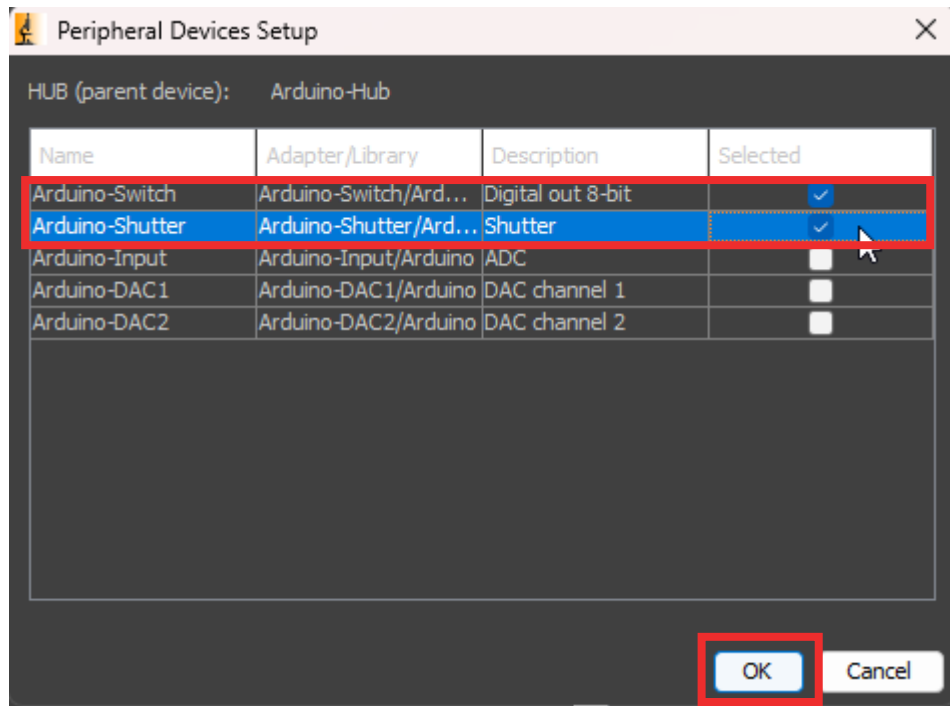 Peripheral Devices Setup
HUB (parent device): Arduino-Hub
Name Adapter/Library Description Selected
Arduino-Switch Arduino-Switch/Ard... Digital out 8-bit
Arduino-Shutter Arduino-Shutter/Ard... Shutter
Arduino-Input Arduino-Input/Arduino ADC
Arduino-DAC1 Arduino-DAC1/Arduino DAC channel 1
Arduino-DAC2 Arduino-DAC2/Arduino DAC channel 2
OK Cancel